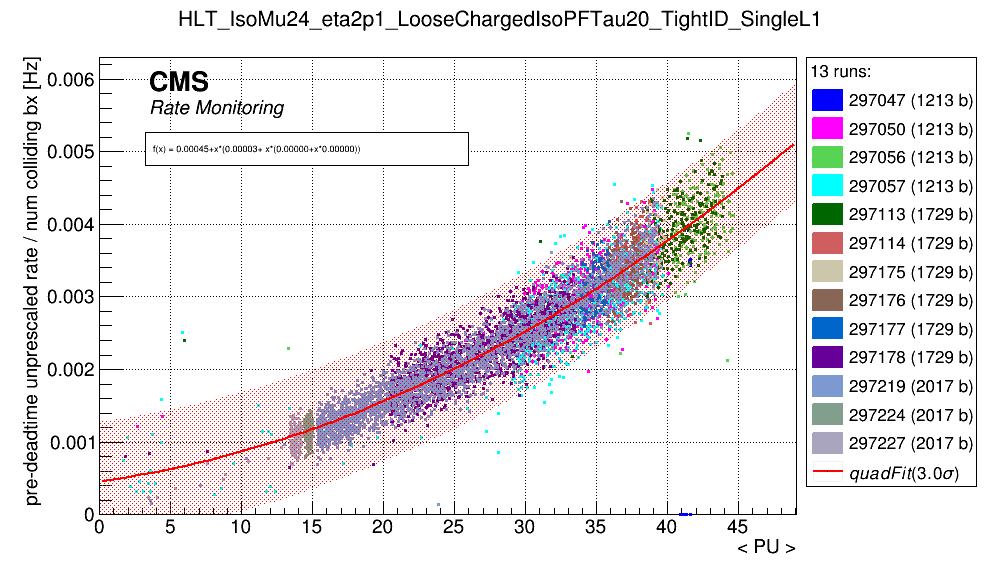 HLT_IsoMu24_eta2p1_LooseChargedIsoPFTau20_TightID_SingleL1
pre-deadtime unprescaled rate / num colliding bx [Hz]
0.006
0.005
0.004
0.003
0.002
0.001
0
CMS
Rate Monitoring
f(x) = 0.00045+x*(0.00003+ x*(0.00000+x*0.00000))
0 5 10 15 20 25 30 35 40 45
< PU >
13 runs:
297047 (1213 b)
297050 (1213 b)
297056 (1213 b)
297057 (1213 b)
297113 (1729 b)
297114 (1729 b)
297175 (1729 b)
297176 (1729 b)
297177 (1729 b)
297178 (1729 b)
297219 (2017 b)
297224 (2017 b)
297227 (2017 b)
quadFit(3.0σ)